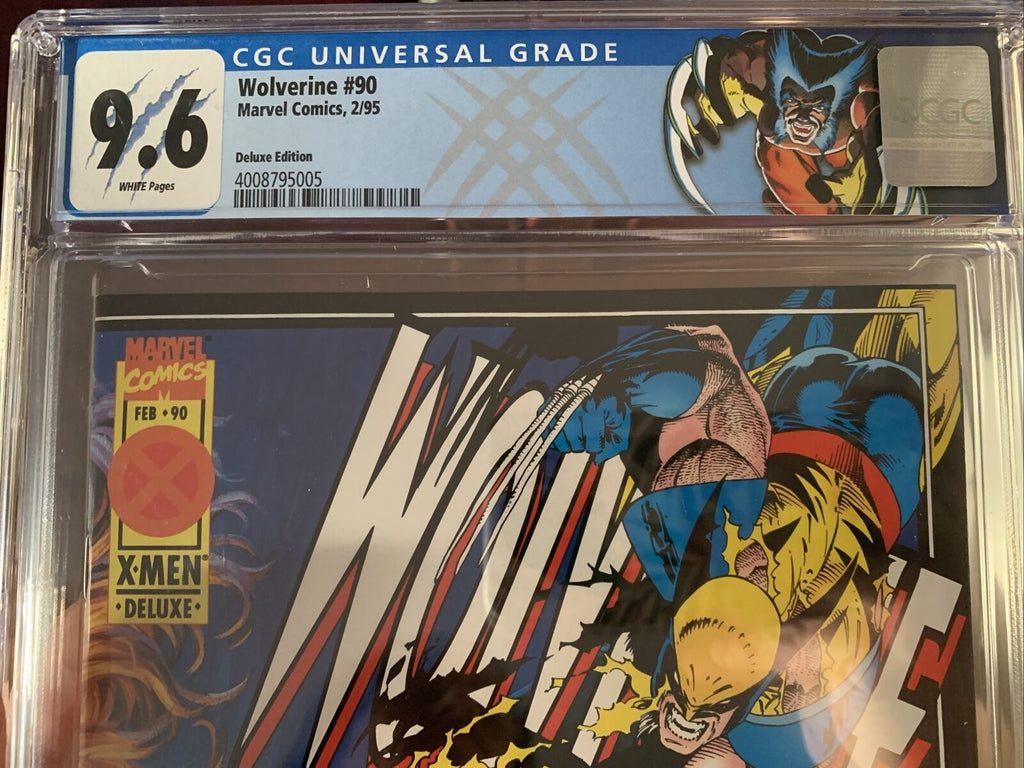 CGC UNIVERSAL GRADE
9.6
WHITE Pages
Wolverine #90
Marvel Comics, 2/95
Deluxe Edition
4008795005
CGC
MARVEL
COMICS
FEB • 90
X-MEN
• DELUXE •